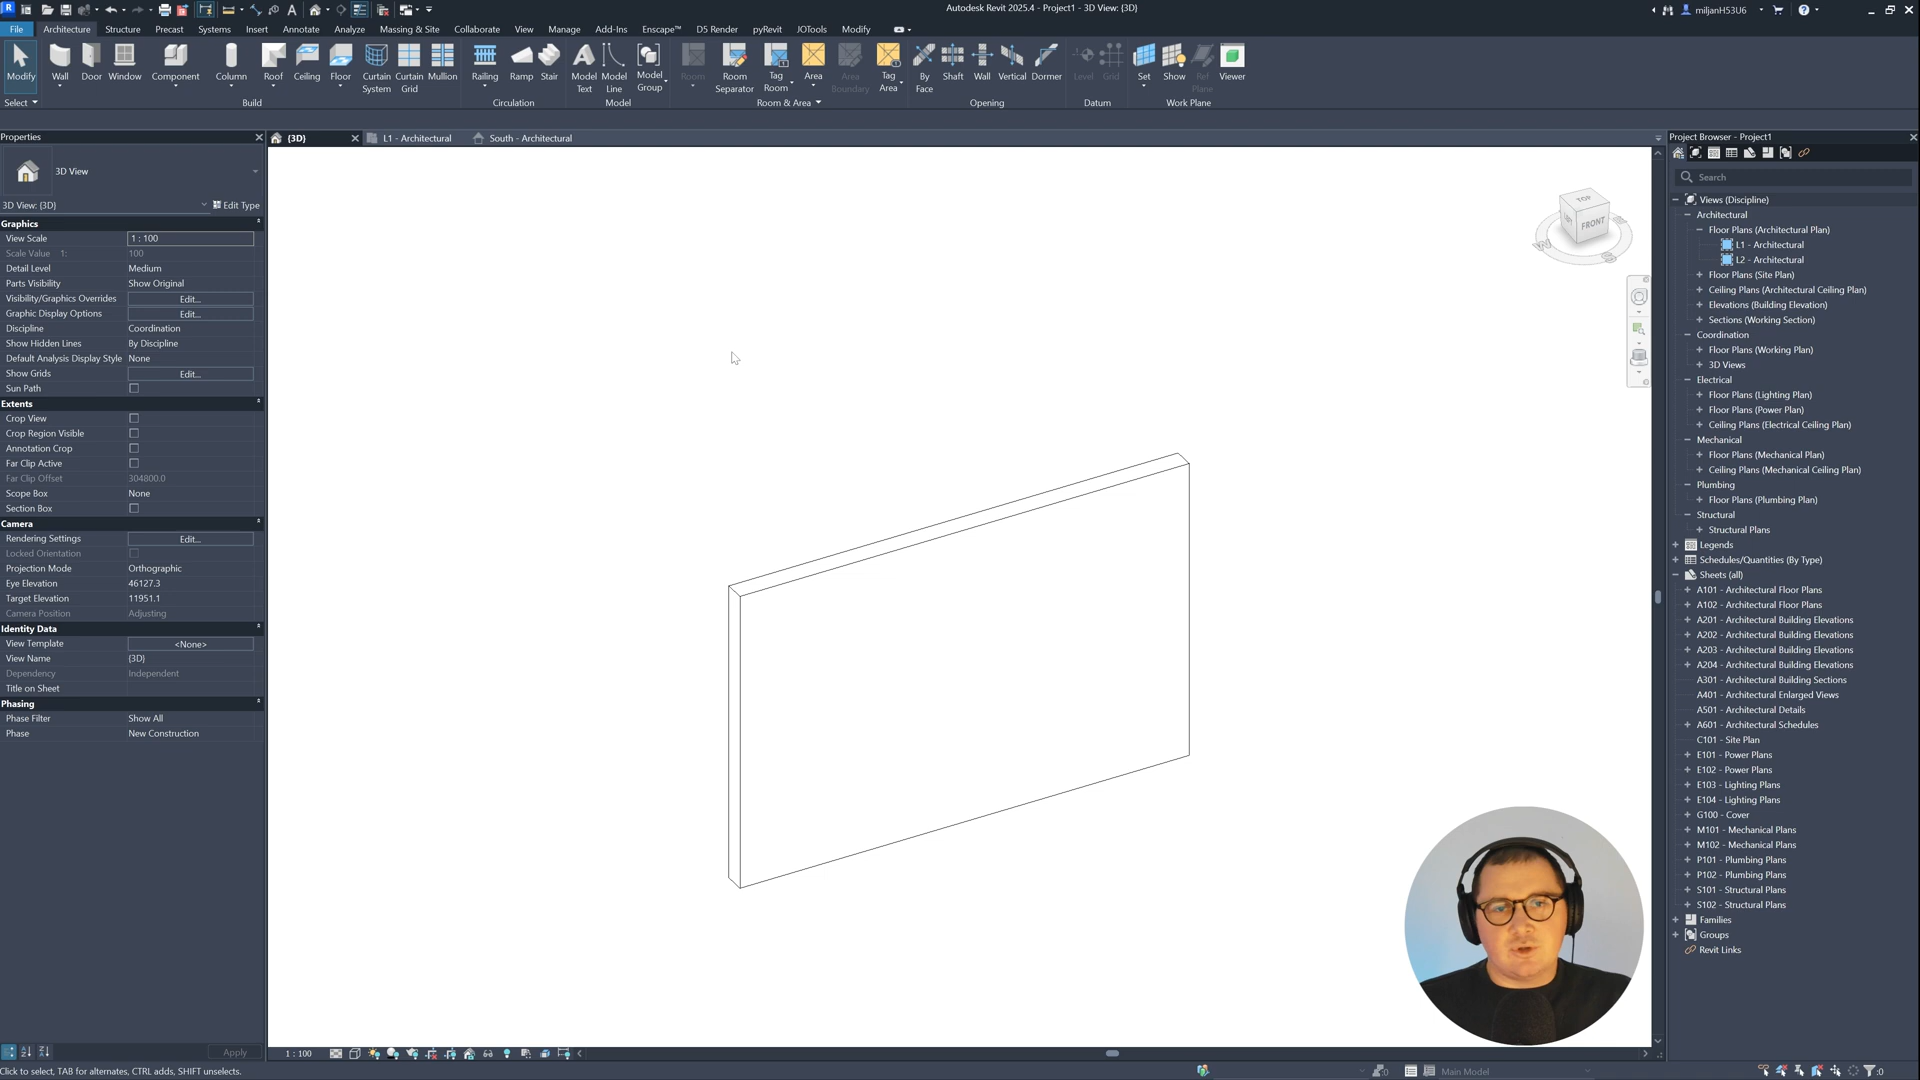 Autodesk Revit 2025.4 - Project1 - 3D View: {3D}
miljanH53U6
File Architecture Structure Precast Systems Insert Annotate Analyze Massing & Site Collaborate View Manage Add-Ins Enscape™ D5 Render pyRevit JOTools Modify
Modify Wall Door Window Component Column Roof Ceiling Floor Curtain System Curtain Grid Mullion Railing Ramp Stair Model Text Model Line Model Group Room Room Separator Tag Room Area Area Boundary Tag Area By Face Shaft Wall Vertical Dormer Level Grid Set Show Ref Plane Viewer
Select Build Circulation Model Room & Area Opening Datum Work Plane
Properties
{3D} L1 - Architectural South - Architectural
3D View
3D View: {3D} Edit Type
Graphics
View Scale 1 : 100
Scale Value 1: 100
Detail Level Medium
Parts Visibility Show Original
Visibility/Graphics Overrides Edit...
Graphic Display Options Edit...
Discipline Coordination
Show Hidden Lines By Discipline
Default Analysis Display Style None
Show Grids Edit...
Sun Path
Extents
Crop View
Crop Region Visible
Annotation Crop
Far Clip Active
Far Clip Offset 304800.0
Scope Box None
Section Box
Camera
Rendering Settings Edit...
Locked Orientation
Projection Mode Orthographic
Eye Elevation 46127.3
Target Elevation 11951.1
Camera Position Adjusting
Identity Data
View Template <None>
View Name {3D}
Dependency Independent
Title on Sheet
Phasing
Phase Filter Show All
Phase New Construction
Apply
TOP
FRONT
W
S
Project Browser - Project1
Search
Views (Discipline)
Architectural
Floor Plans (Architectural Plan)
L1 - Architectural
L2 - Architectural
Floor Plans (Site Plan)
Ceiling Plans (Architectural Ceiling Plan)
Elevations (Building Elevation)
Sections (Working Section)
Coordination
Floor Plans (Working Plan)
3D Views
Electrical
Floor Plans (Lighting Plan)
Floor Plans (Power Plan)
Ceiling Plans (Electrical Ceiling Plan)
Mechanical
Floor Plans (Mechanical Plan)
Ceiling Plans (Mechanical Ceiling Plan)
Plumbing
Floor Plans (Plumbing Plan)
Structural
Structural Plans
Legends
Schedules/Quantities (By Type)
Sheets (all)
A101 - Architectural Floor Plans
A102 - Architectural Floor Plans
A201 - Architectural Building Elevations
A202 - Architectural Building Elevations
A203 - Architectural Building Elevations
A204 - Architectural Building Elevations
A301 - Architectural Building Sections
A401 - Architectural Enlarged Views
A501 - Architectural Details
A601 - Architectural Schedules
C101 - Site Plan
E101 - Power Plans
E102 - Power Plans
E103 - Lighting Plans
E104 - Lighting Plans
G100 - Cover
M101 - Mechanical Plans
M102 - Mechanical Plans
P101 - Plumbing Plans
P102 - Plumbing Plans
S101 - Structural Plans
S102 - Structural Plans
Families
Groups
Revit Links
1 : 100
Click to select, TAB for alternates, CTRL adds, SHIFT unselects.
:0
Main Model
:0